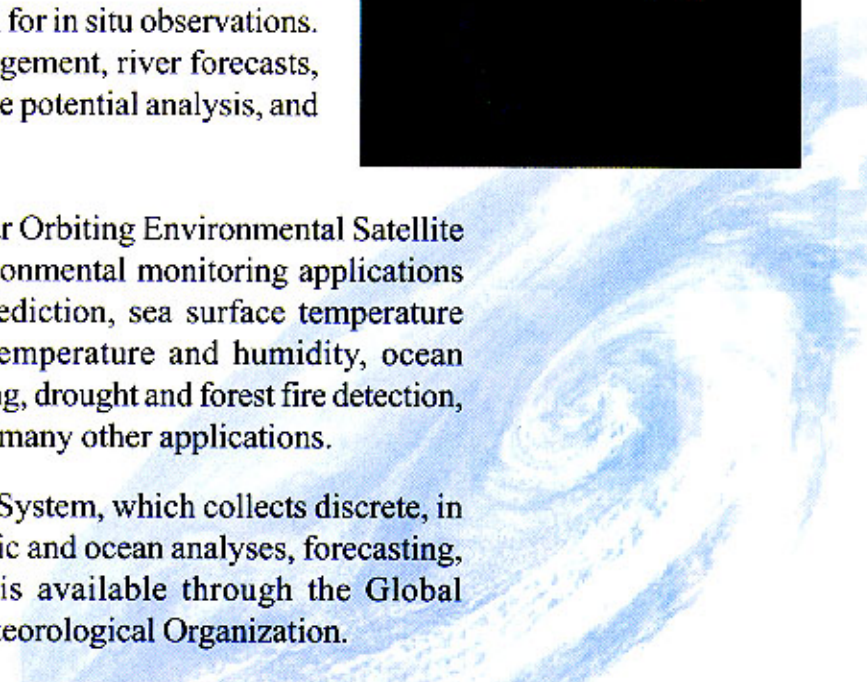 for in situ observations.
gement, river forecasts,
e potential analysis, and
r Orbiting Environmental Satellite
onmental monitoring applications
ediction, sea surface temperature
emperature and humidity, ocean
g, drought and forest fire detection,
many other applications.
System, which collects discrete, in
ic and ocean analyses, forecasting,
is available through the Global
teorological Organization.